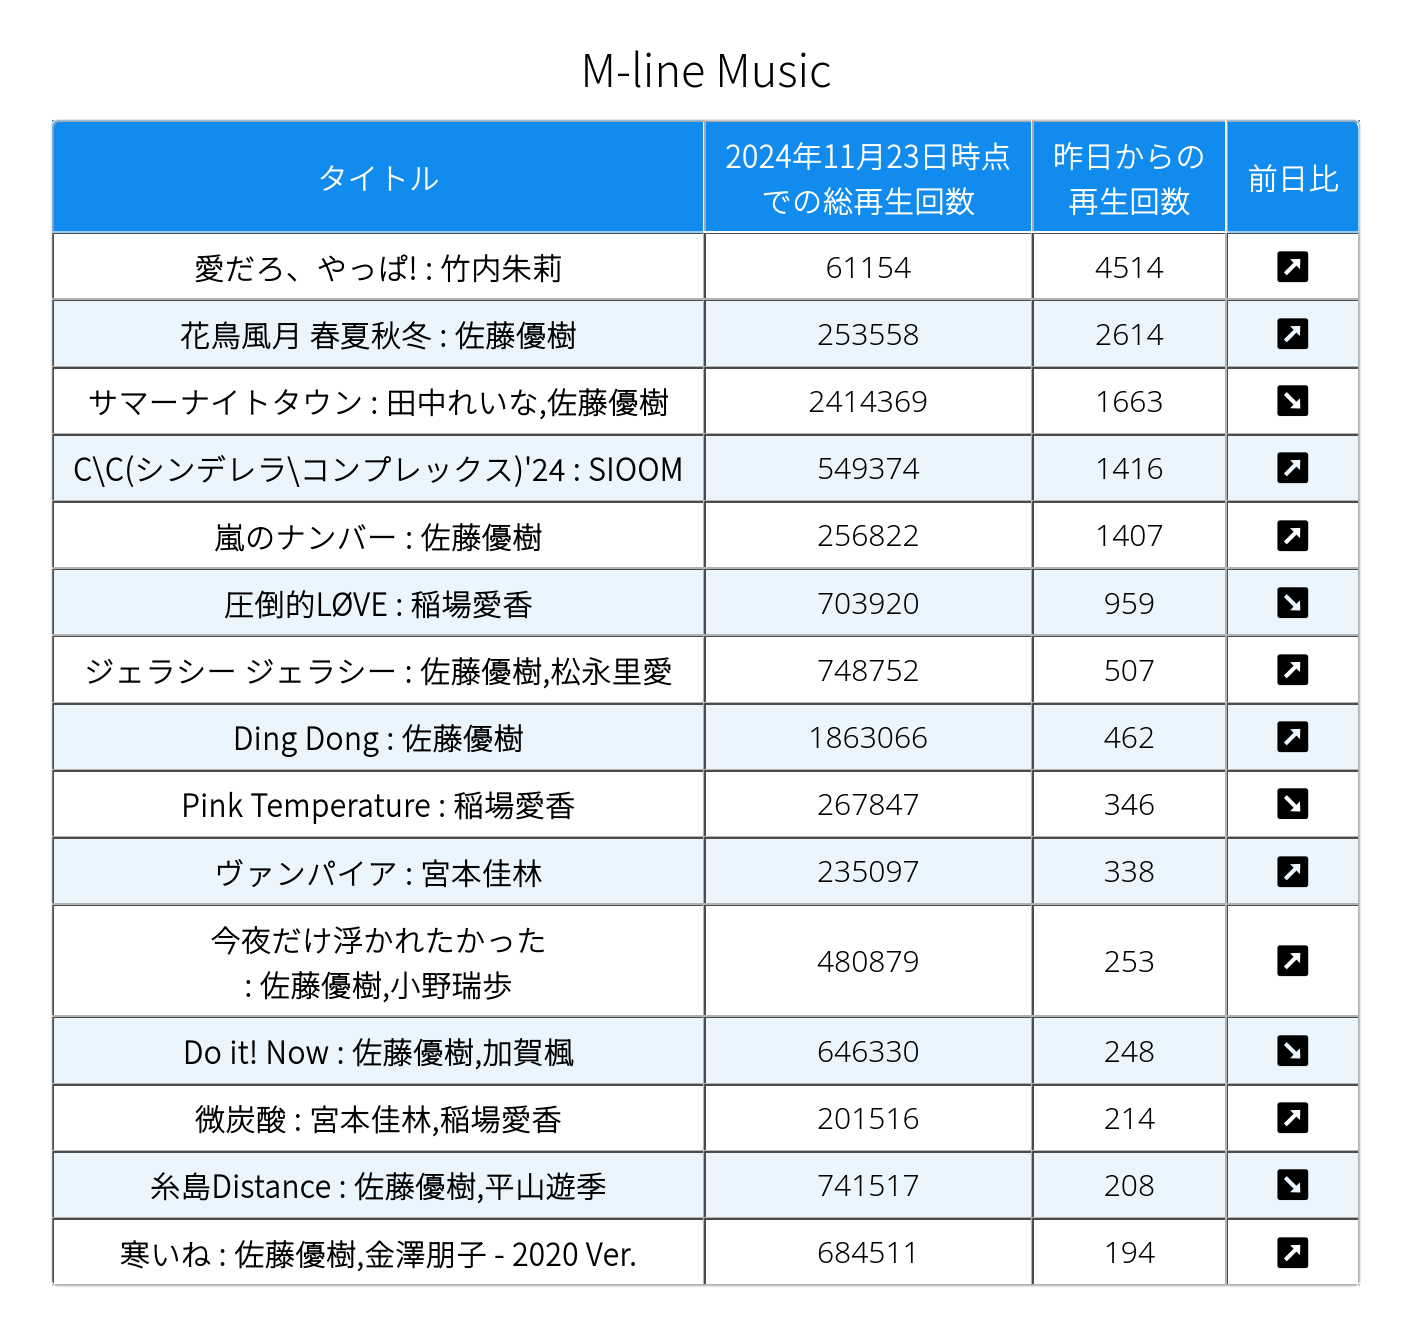 M-line Music
タイトル
2024年11月23日時点
での総再生回数
昨日からの
再生回数
前日比
愛だろ、やっぱ! : 竹内朱莉 61154 4514 ↗
花鳥風月 春夏秋冬 : 佐藤優樹 253558 2614 ↗
サマーナイトタウン : 田中れいな,佐藤優樹 2414369 1663 ↘
C\C(シンデレラ\コンプレックス)'24 : SIOOM 549374 1416 ↗
嵐のナンバー : 佐藤優樹 256822 1407 ↗
圧倒的LØVE : 稲場愛香 703920 959 ↘
ジェラシー ジェラシー : 佐藤優樹,松永里愛 748752 507 ↗
Ding Dong : 佐藤優樹 1863066 462 ↗
Pink Temperature : 稲場愛香 267847 346 ↘
ヴァンパイア : 宮本佳林 235097 338 ↗
今夜だけ浮かれたかった
: 佐藤優樹,小野瑞歩 480879 253 ↗
Do it! Now : 佐藤優樹,加賀楓 646330 248 ↘
微炭酸 : 宮本佳林,稲場愛香 201516 214 ↗
糸島Distance : 佐藤優樹,平山遊季 741517 208 ↘
寒いね : 佐藤優樹,金澤朋子 - 2020 Ver. 684511 194 ↗